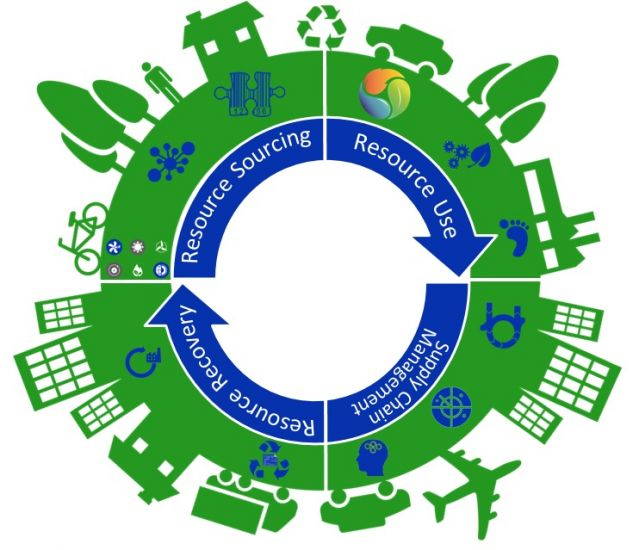 Resource Sourcing
Resource Use
Supply Chain
Management
Resource Recovery